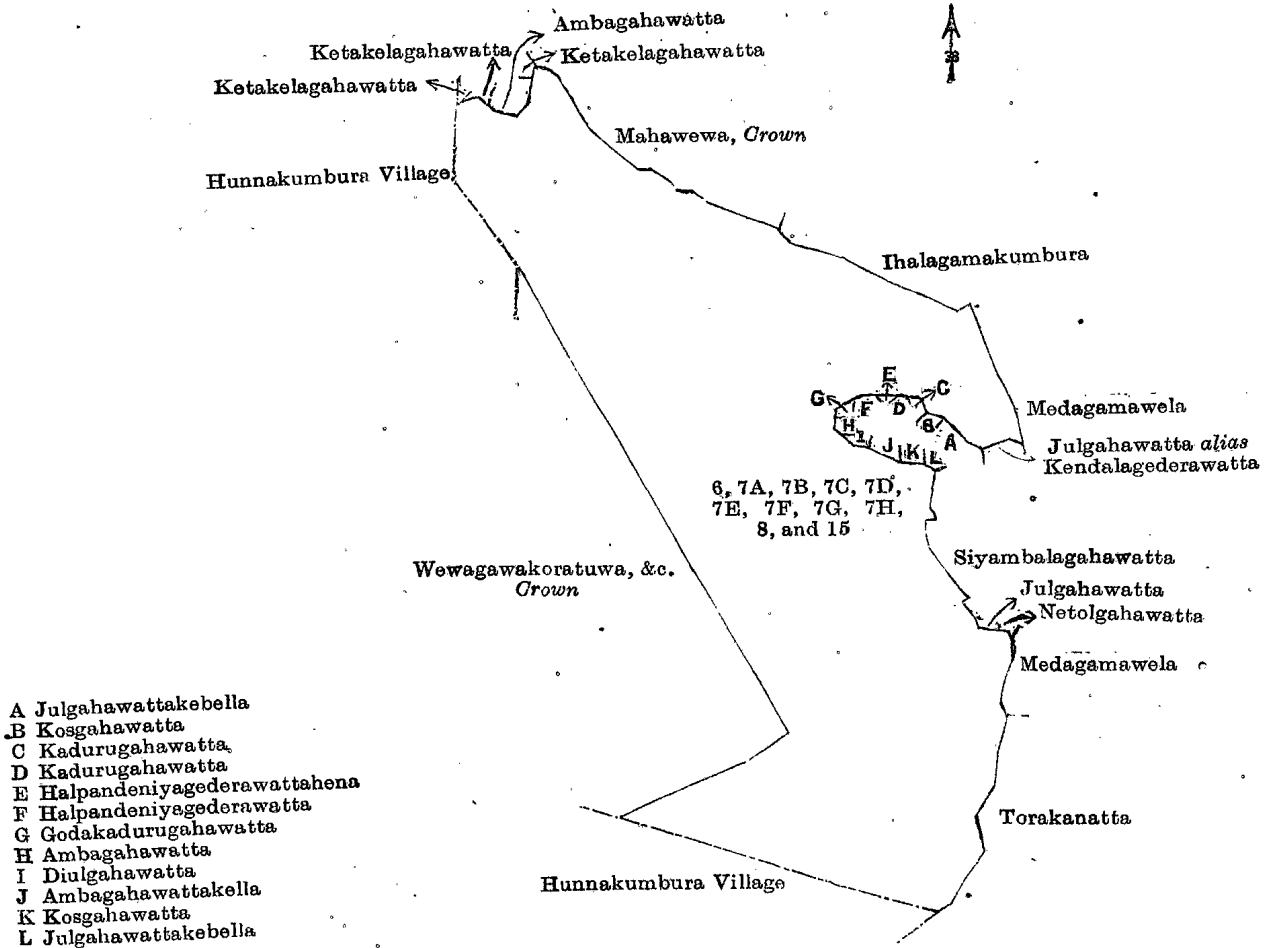 Ambagahawatta
Ketakelagahawatta
Ketakelagahawatta
Ketakelagahawatta
Mahawewa, Crown
Hunnakumbura Village
Ihalagamakumbura
E
C
G
F
D
B
H
A
I
J
K
L
Medagamawela
Julgahawatta alias
Kendalagederawatta
6, 7A, 7B, 7C, 7D,
7E, 7F, 7G, 7H,
8, and 15
Siyambalagahawatta
Wewagawakoratuwa, &c.
Crown
Julgahawatta
Netolgahawatta
Medagamawela
Torakanatta
Hunnakumbura Village
A Julgahawattakebella
B Kosgahawatta
C Kadurugahawatta
D Kadurugahawatta
E Halpandeniyagederawattahena
F Halpandeniyagederawatta
G Godakadurugahawatta
H Ambagahawatta
I Diulgahawatta
J Ambagahawattakella
K Kosgahawatta
L Julgahawattakebella